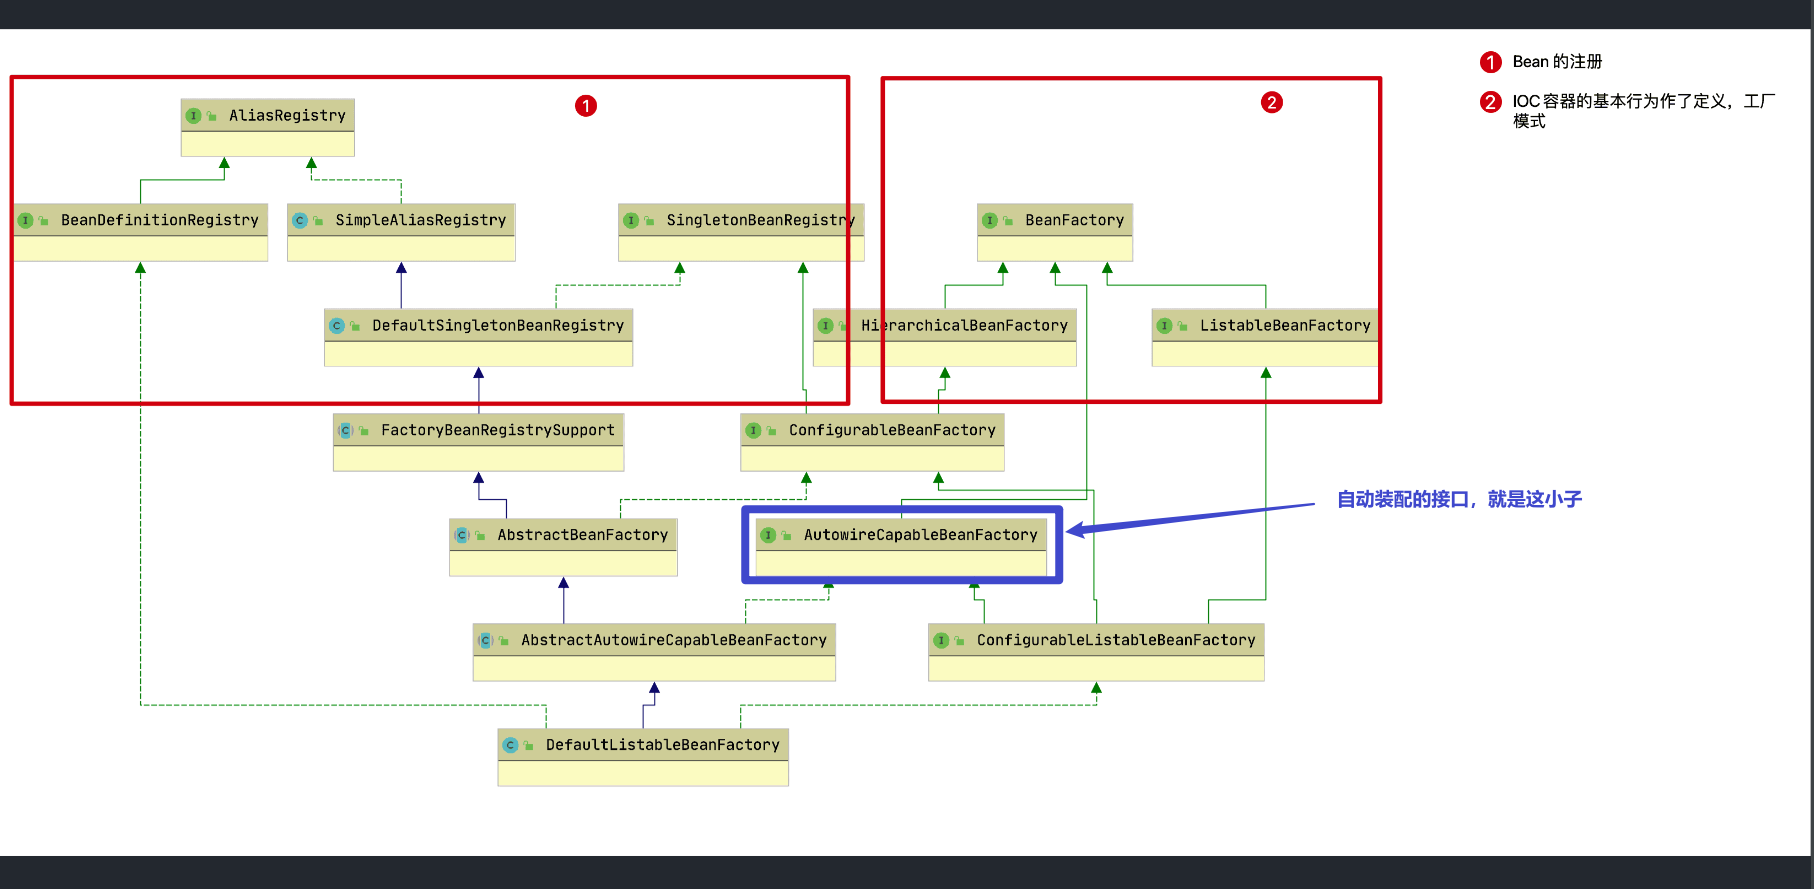 1 Bean 的注册
2 IOC 容器的基本行为作了定义，工厂
模式
1
2
I AliasRegistry
I BeanDefinitionRegistry
C SimpleAliasRegistry
I SingletonBeanRegistry
I BeanFactory
C DefaultSingletonBeanRegistry
I HierarchicalBeanFactory
I ListableBeanFactory
C FactoryBeanRegistrySupport
I ConfigurableBeanFactory
自动装配的接口，就是这小子
C AbstractBeanFactory
I AutowireCapableBeanFactory
C AbstractAutowireCapableBeanFactory
I ConfigurableListableBeanFactory
C DefaultListableBeanFactory